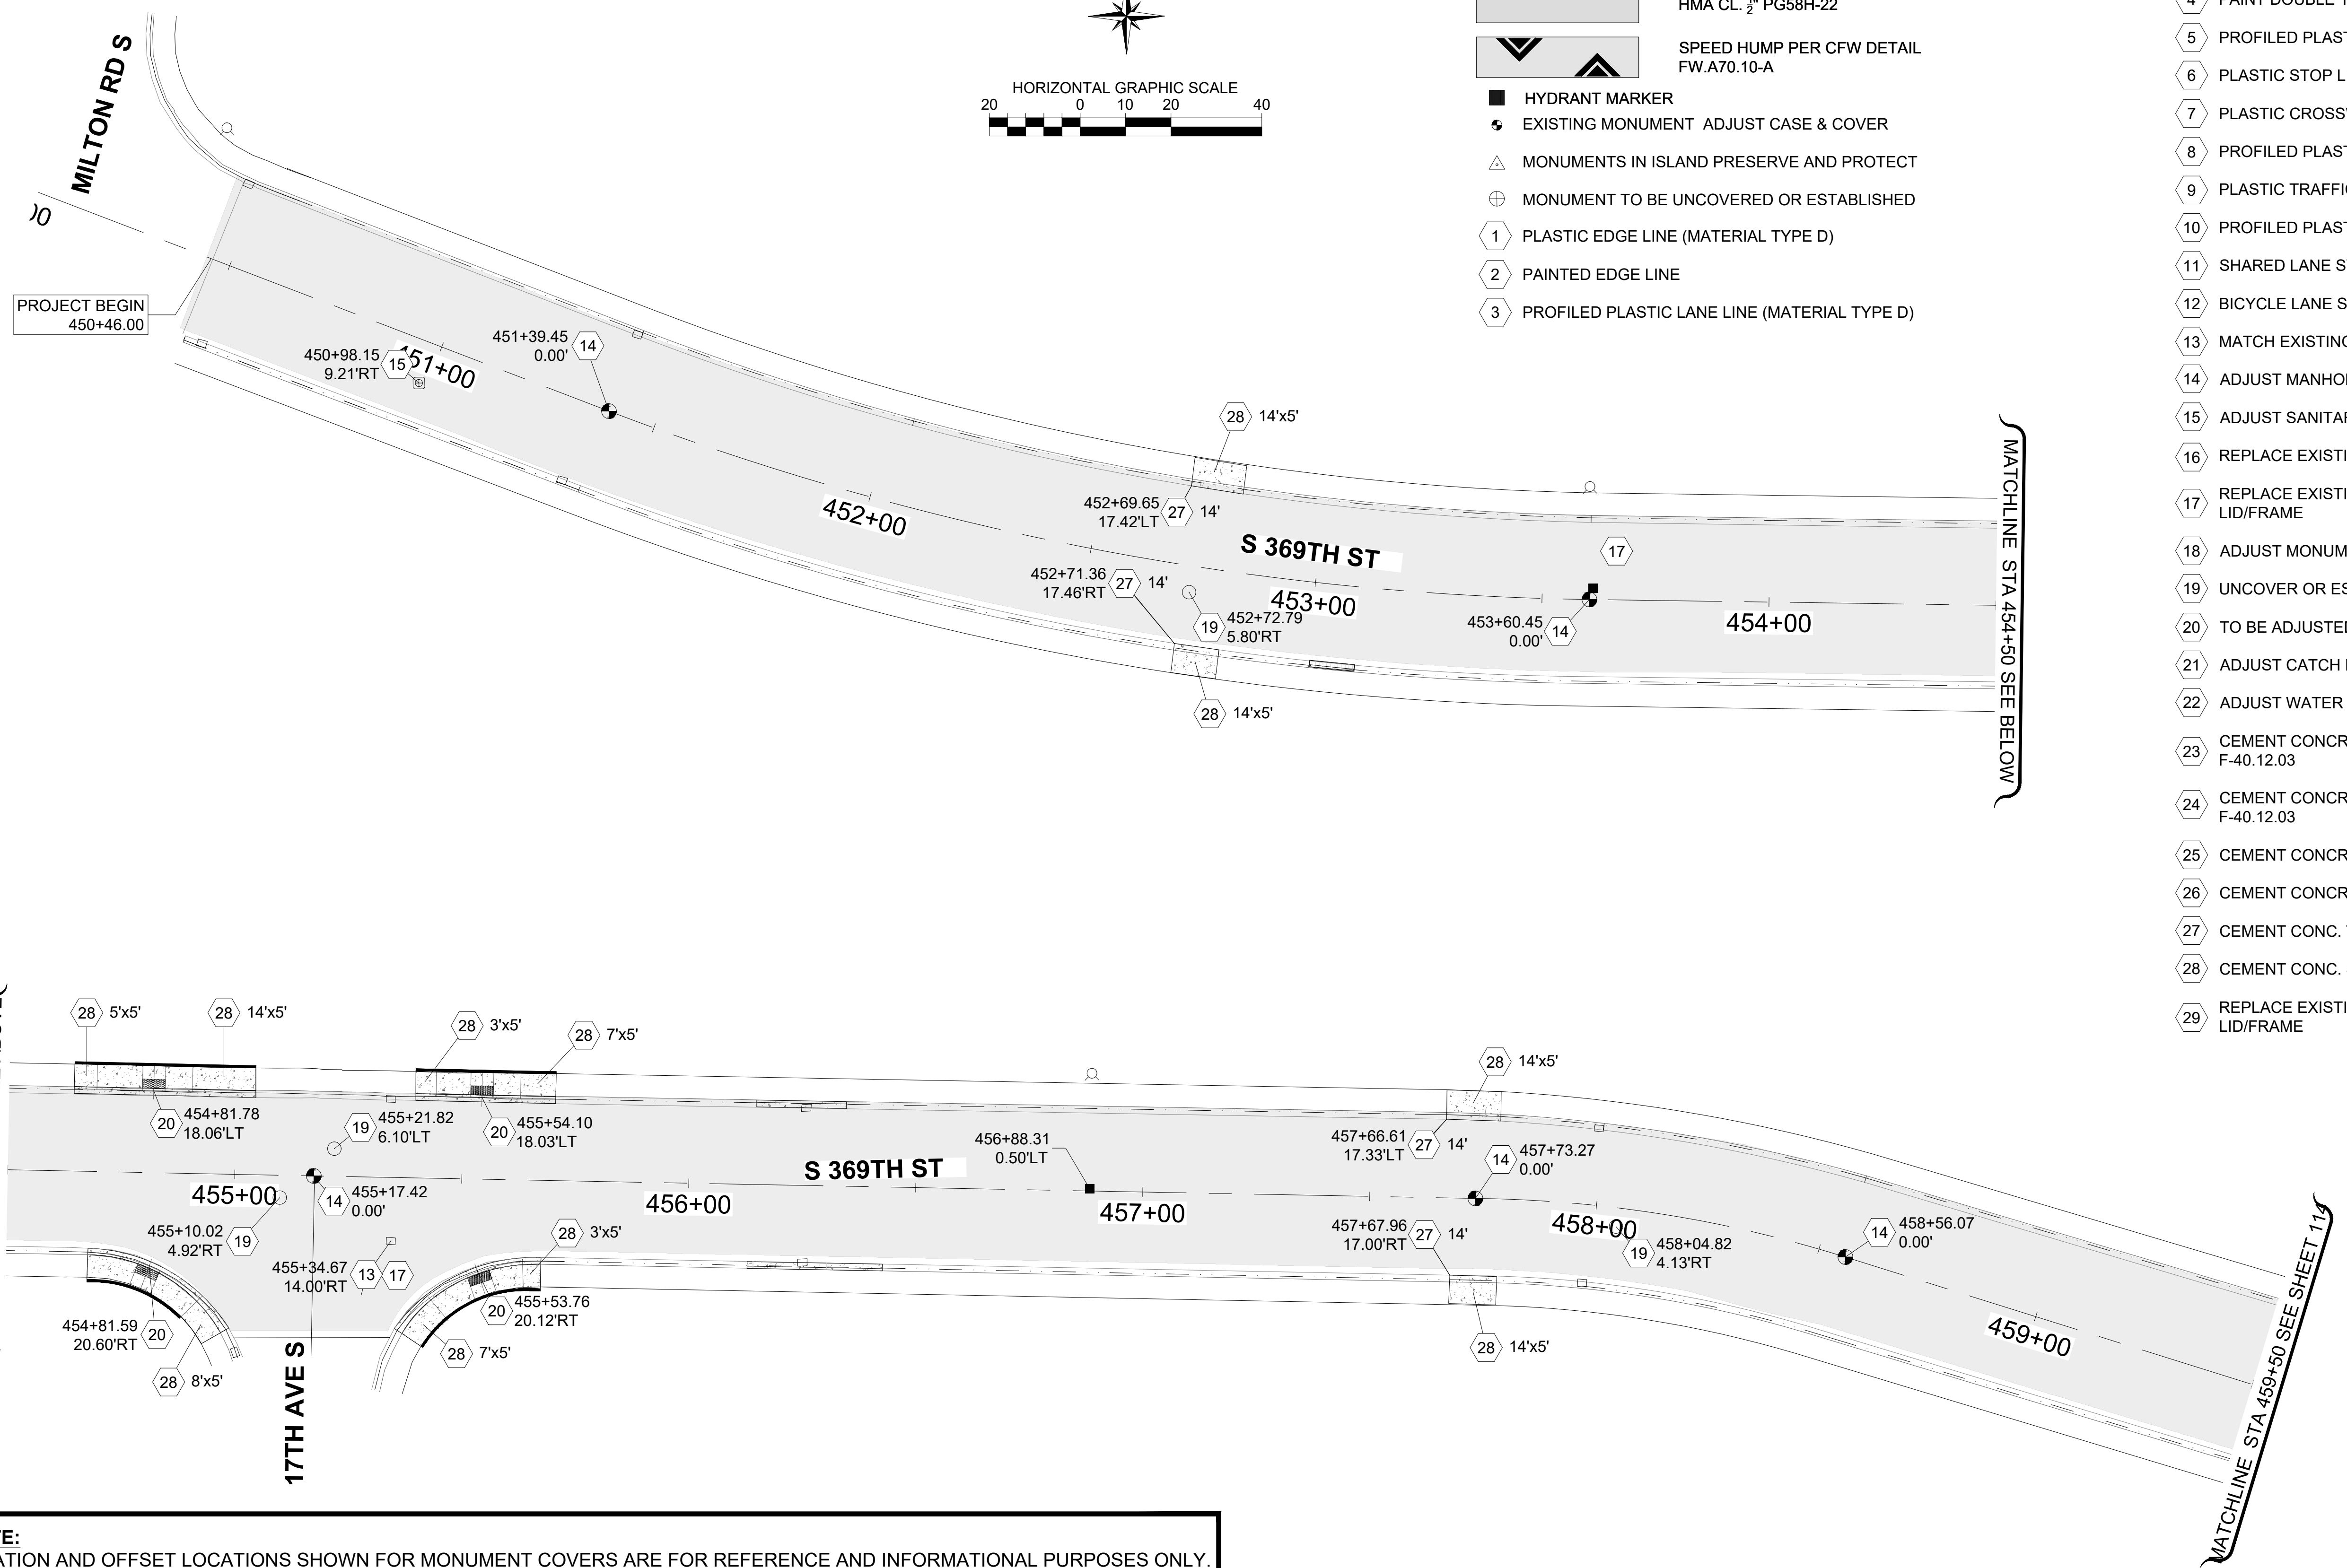 MILTON RD S
HORIZONTAL GRAPHIC SCALE
20 0 10 20 40
HMA CL. ½" PG58H-22
SPEED HUMP PER CFW DETAIL
FW.A70.10-A
HYDRANT MARKER
EXISTING MONUMENT ADJUST CASE & COVER
MONUMENTS IN ISLAND PRESERVE AND PROTECT
MONUMENT TO BE UNCOVERED OR ESTABLISHED
1 PLASTIC EDGE LINE (MATERIAL TYPE D)
2 PAINTED EDGE LINE
3 PROFILED PLASTIC LANE LINE (MATERIAL TYPE D)
4 PAINT DOUBLE
5 PROFILED PLAST
6 PLASTIC STOP L
7 PLASTIC CROSS
8 PROFILED PLAST
9 PLASTIC TRAFFIC
10 PROFILED PLAST
11 SHARED LANE S
12 BICYCLE LANE S
13 MATCH EXISTING
14 ADJUST MANHO
15 ADJUST SANITAR
16 REPLACE EXISTI
17 REPLACE EXISTI
LID/FRAME
18 ADJUST MONUM
19 UNCOVER OR ES
20 TO BE ADJUSTED
21 ADJUST CATCH
22 ADJUST WATER
23 CEMENT CONCR
F-40.12.03
24 CEMENT CONCR
F-40.12.03
25 CEMENT CONCR
26 CEMENT CONCR
27 CEMENT CONC.
28 CEMENT CONC.
29 REPLACE EXISTI
LID/FRAME
00
PROJECT BEGIN
450+46.00
450+98.15
9.21'RT
15
451+00
451+39.45
0.00'
14
452+00
28 14'x5'
452+69.65
17.42'LT
27 14'
S 369TH ST
452+71.36
17.46'RT
27 14'
453+00
19 452+72.79
5.80'RT
28 14'x5'
17
453+60.45
0.00'
14
454+00
MATCHLINE STA 454+50 SEE BELOW
28 5'x5'
28 14'x5'
28 3'x5'
28 7'x5'
20 454+81.78
18.06'LT
19 455+21.82
6.10'LT
20 455+54.10
18.03'LT
455+00
14 455+17.42
0.00'
455+10.02
4.92'RT
19
455+34.67
14.00'RT
13 17
454+81.59
20.60'RT
20
28 8'x5'
17TH AVE S
28 3'x5'
20 455+53.76
20.12'RT
28 7'x5'
456+00
S 369TH ST
456+88.31
0.50'LT
457+00
28 14'x5'
457+66.61
17.33'LT
27 14'
14 457+73.27
0.00'
457+67.96
17.00'RT
27 14'
28 14'x5'
458+00
19 458+04.82
4.13'RT
14 458+56.07
0.00'
459+00
MATCHLINE STA 459+50 SEE SHEET 114
TE:
ATION AND OFFSET LOCATIONS SHOWN FOR MONUMENT COVERS ARE FOR REFERENCE AND INFORMATIONAL PURPOSES ONLY.